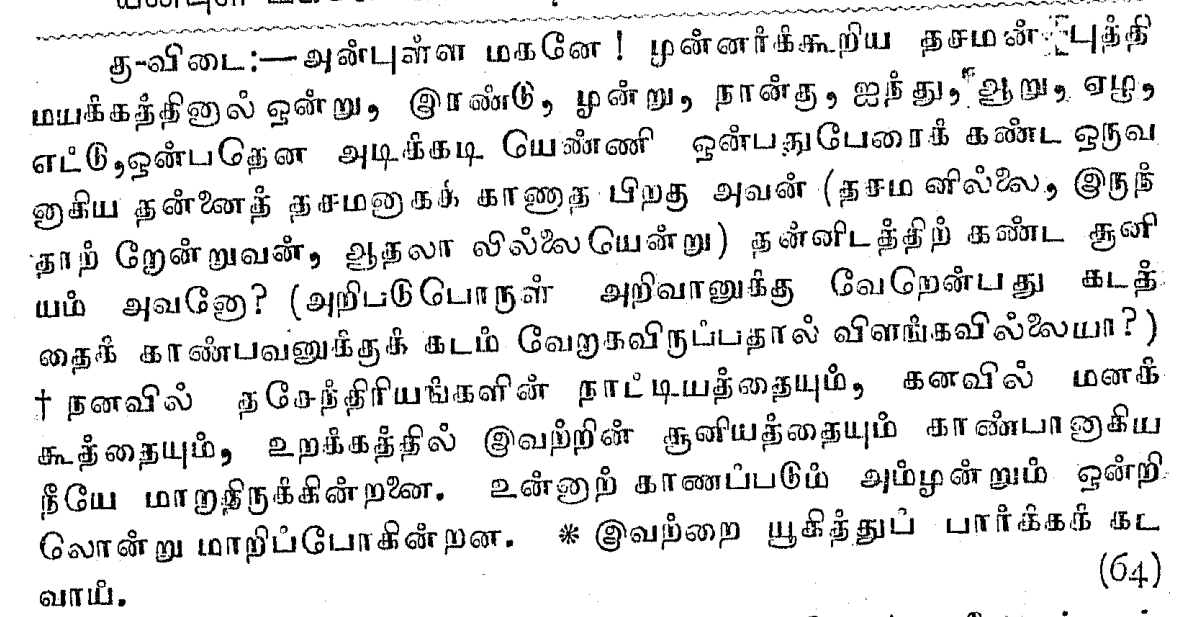 த-விடை:—அன்புள்ள மகனே! முன்னர்க்கூறிய தசமன் புத்தி
மயக்கத்தினால் ஒன்று, இரண்டு, மூன்று, நான்கு, ஐந்து, ஆறு, ஏழு,
எட்டு,ஒன்பதென அடிக்கடி யெண்ணி ஒன்பதுபேரைக் கண்ட ஒருவ
னாகிய தன்னைத் தசமனாகக் காணாத பிறகு அவன் (தசம னில்லை, இருந்
தாற் றோன்றுவன், ஆதலா லில்லையென்று) தன்னிடத்திற் கண்ட சூனி
யம் அவனோ? (அறிபடுபொருள் அறிவானுக்கு வேறென்பது கடத்
தைக் காண்பவனுக்குக் கடம் வேறாகவிருப்பதால் விளங்கவில்லையா?)
† நனவில் தசேந்திரியங்களின் நாட்டியத்தையும், கனவில் மனக்
கூத்தையும், உறக்கத்தில் இவற்றின் சூனியத்தையும் காண்பானாகிய
நீயே மாறாதிருக்கின்றனை. உன்னாற் காணப்படும் அம்மூன்றும் ஒன்றி
லொன்று மாறிப்போகின்றன. * இவற்றை யூகித்துப் பார்க்கக் கட
வாய். (64)